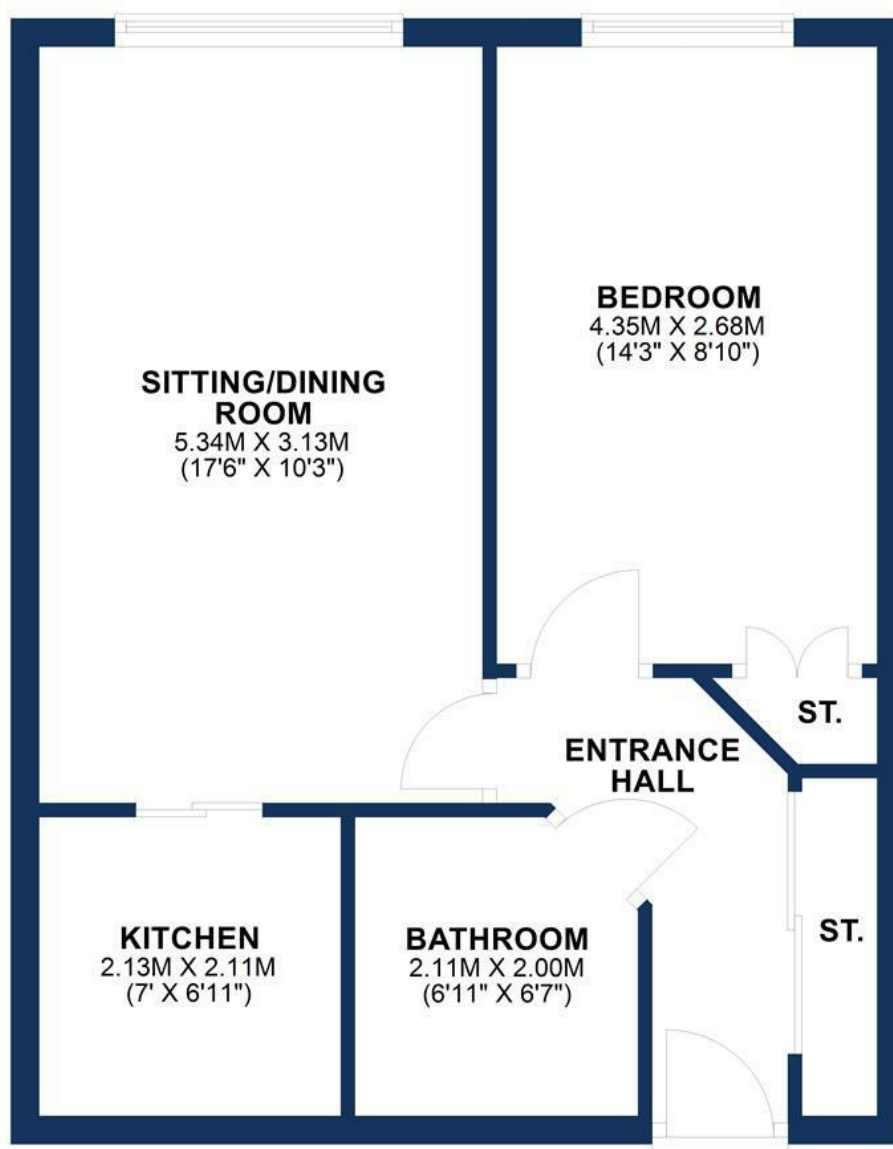 BEDROOM
4.35M X 2.68M
(14'3" X 8'10")
SITTING/DINING
ROOM
5.34M X 3.13M
(17'6" X 10'3")
ST.
ENTRANCE
HALL
KITCHEN
2.13M X 2.11M
(7' X 6'11")
BATHROOM
2.11M X 2.00M
(6'11" X 6'7")
ST.